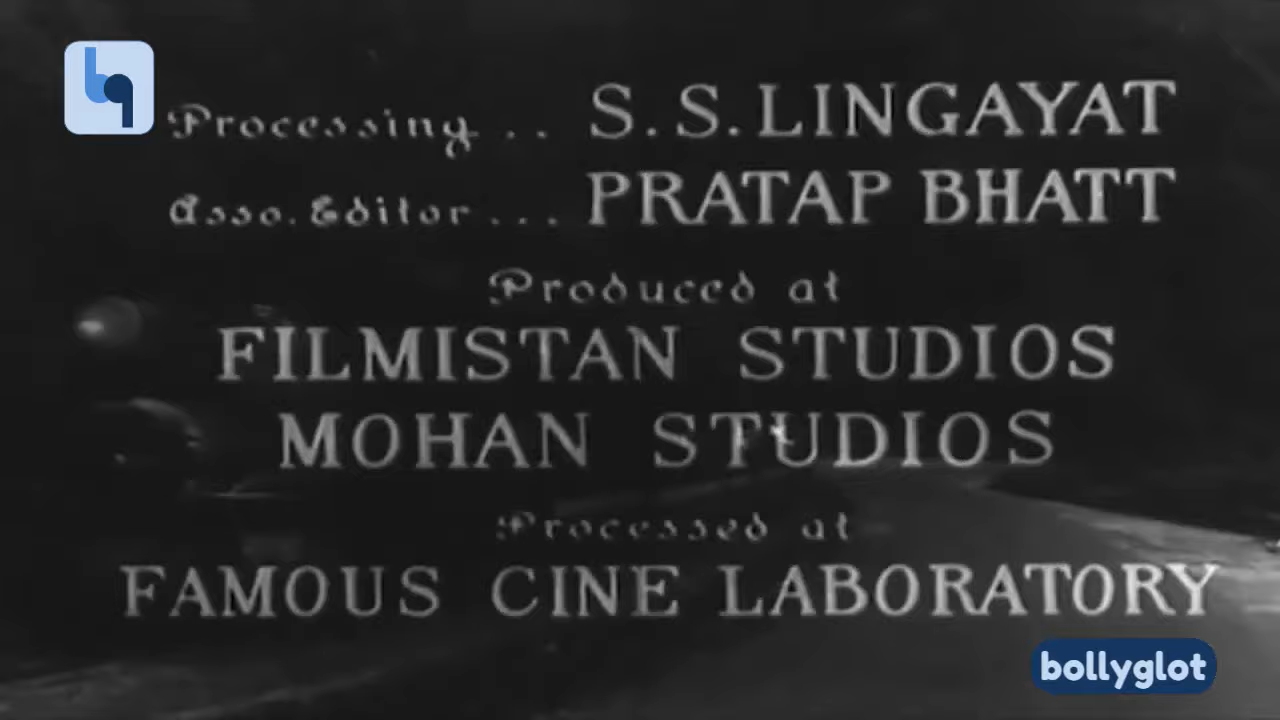 Processing .. S.S.LINGAYAT
Asso. Editor ... PRATAP BHATT
Produced at
FILMISTAN STUDIOS
MOHAN STUDIOS
Processed at
FAMOUS CINE LABORATORY
bollyglot